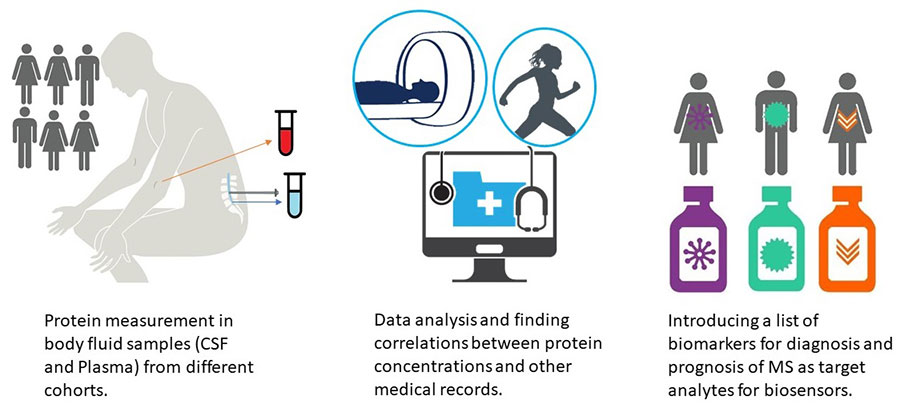 Protein measurement in
body fluid samples (CSF
and Plasma) from different
cohorts.
Data analysis and finding
correlations between protein
concentrations and other
medical records.
Introducing a list of
biomarkers for diagnosis and
prognosis of MS as target
analytes for biosensors.